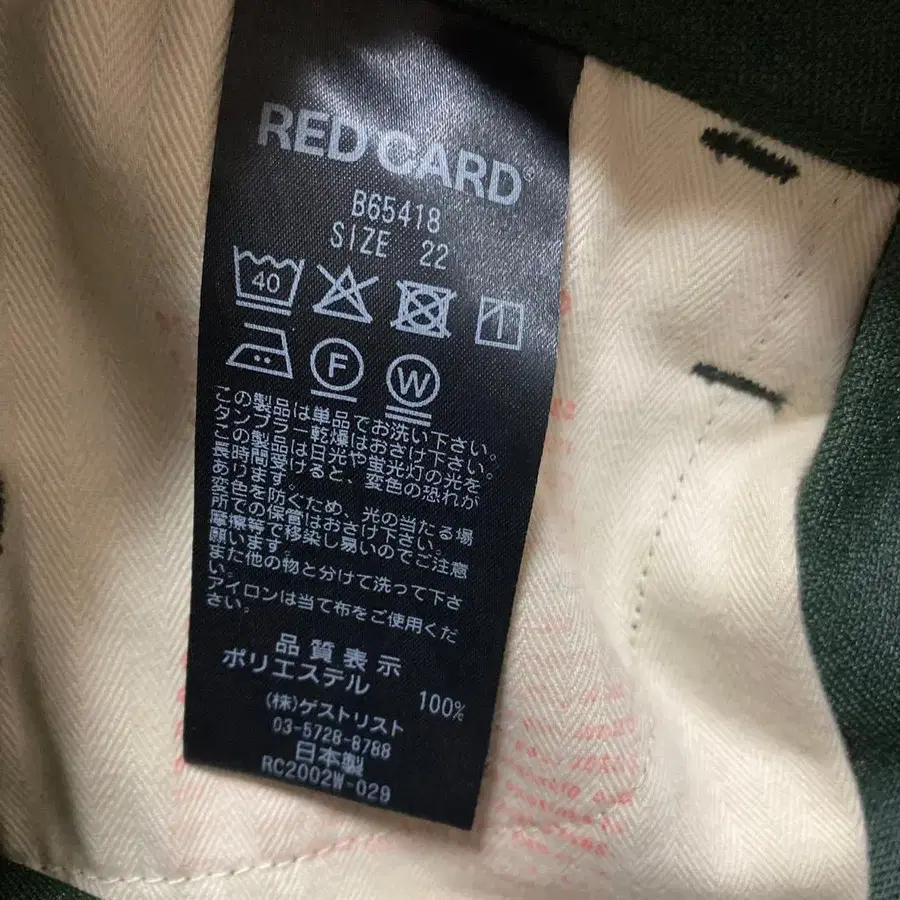 RED CARD®
B65418
SIZE 22
40
F W
この製品は単品でお洗い下さい。
タンブラー乾燥はおさけ下さい。
この製品は日光や蛍光灯の光を
長時間受けると、変色の恐れが
あります。
変色を防ぐため、光の当たる場
所での保管はおさけ下さい。
摩擦等で移染し易いのでご注意
願います。
また他の物と分けて洗って下さ
い。
アイロンは当て布をご使用くだ
さい。
品質表示
ポリエステル 100%
(株)ゲストリスト
03-5728-8788
日本製
RC2002W-029